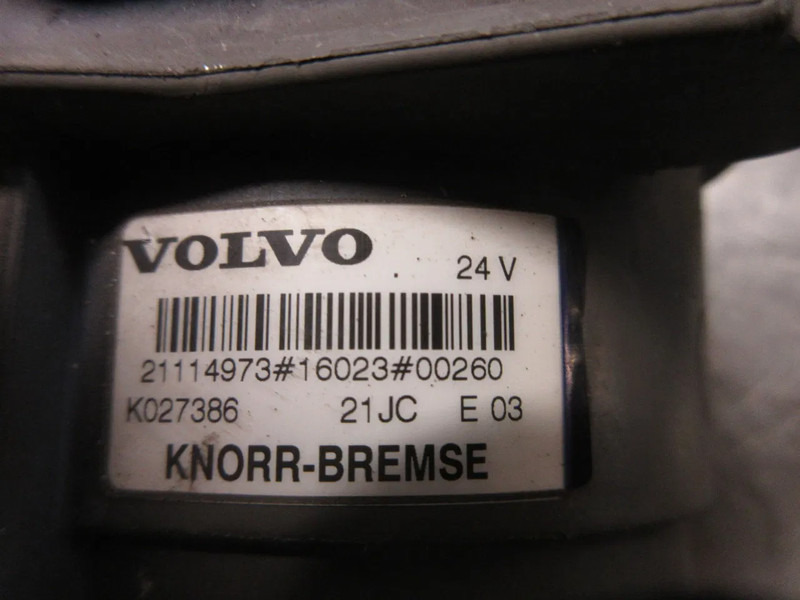 VOLVO
24 V
21114973#16023#00260
K027386 21JC E 03
KNORR-BREMSE